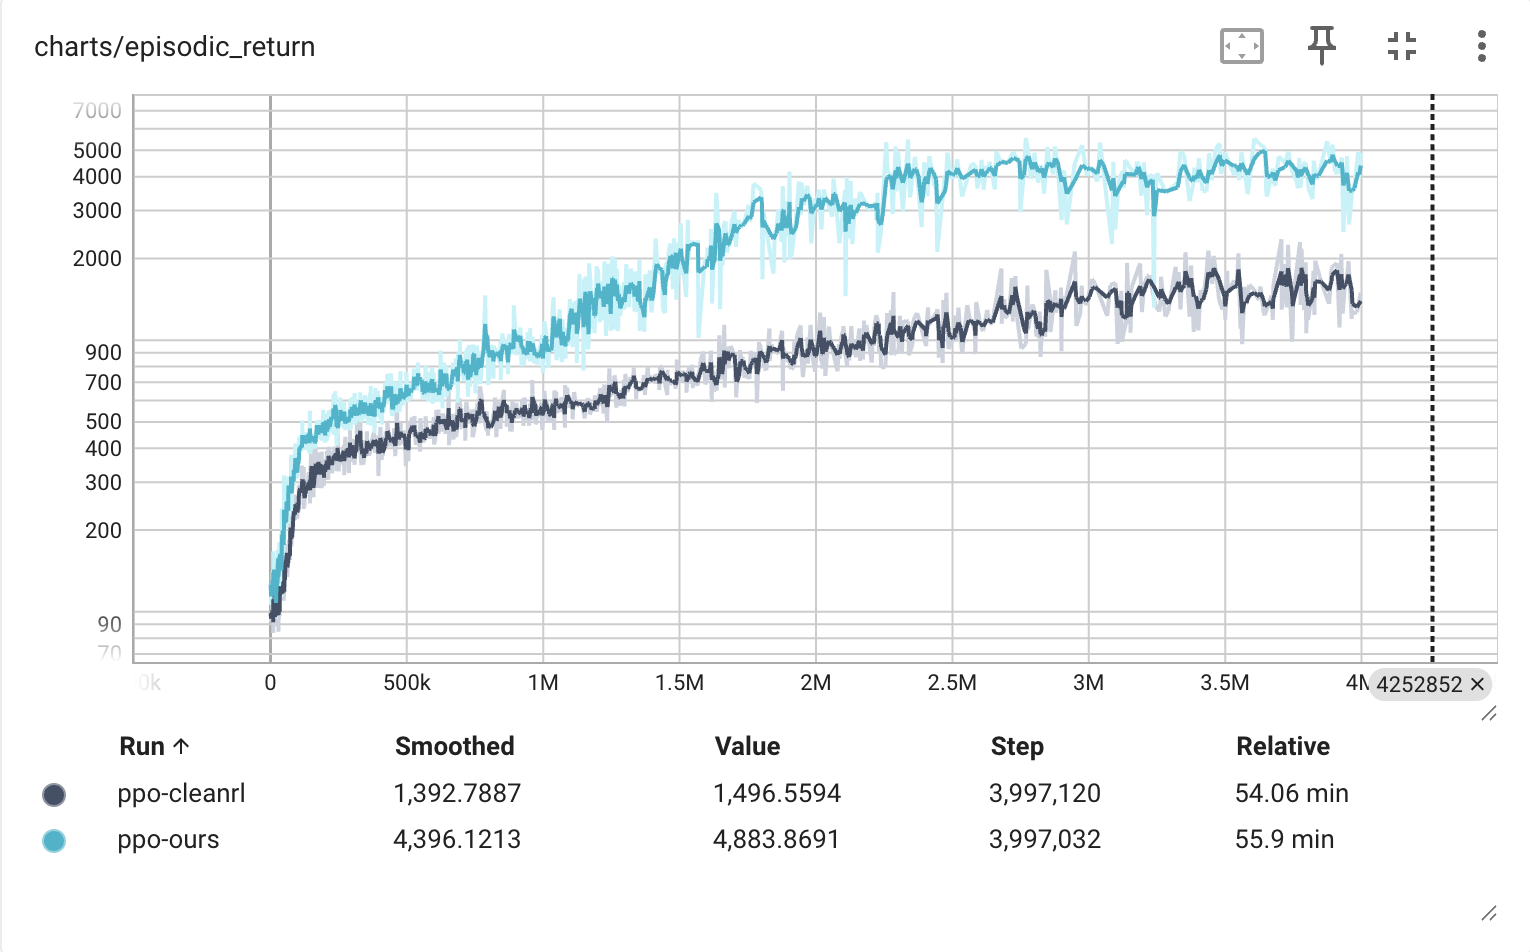 charts/episodic_return
7000
5000
4000
3000
2000
900
700
500
400
300
200
90
70
0k 0 500k 1M 1.5M 2M 2.5M 3M 3.5M 4M 4252852 ×
Run ↑ Smoothed Value Step Relative
ppo-cleanrl 1,392.7887 1,496.5594 3,997,120 54.06 min
ppo-ours 4,396.1213 4,883.8691 3,997,032 55.9 min